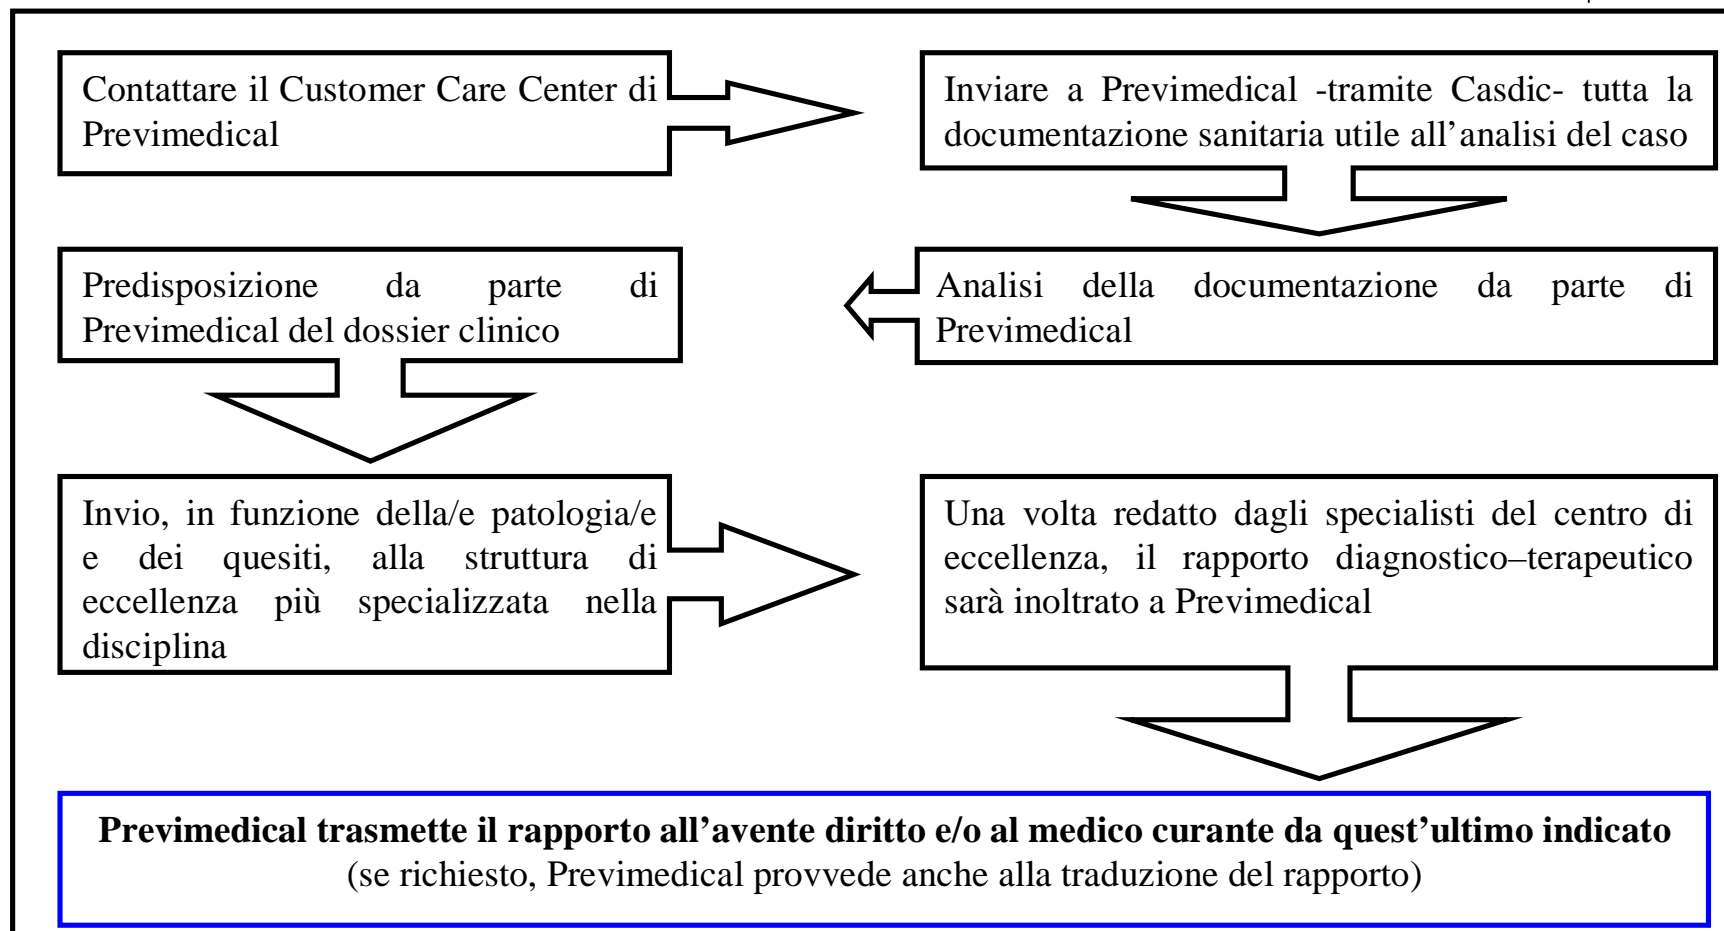 Contattare il Customer Care Center di
Previmedical
Inviare a Previmedical -tramite Casdic- tutta la
documentazione sanitaria utile all’analisi del caso
Analisi della documentazione da parte di
Previmedical
Predisposizione da parte di
Previmedical del dossier clinico
Invio, in funzione della/e patologia/e
e dei quesiti, alla struttura di
eccellenza più specializzata nella
disciplina
Una volta redatto dagli specialisti del centro di
eccellenza, il rapporto diagnostico–terapeutico
sarà inoltrato a Previmedical
Previmedical trasmette il rapporto all’avente diritto e/o al medico curante da quest’ultimo indicato
(se richiesto, Previmedical provvede anche alla traduzione del rapporto)